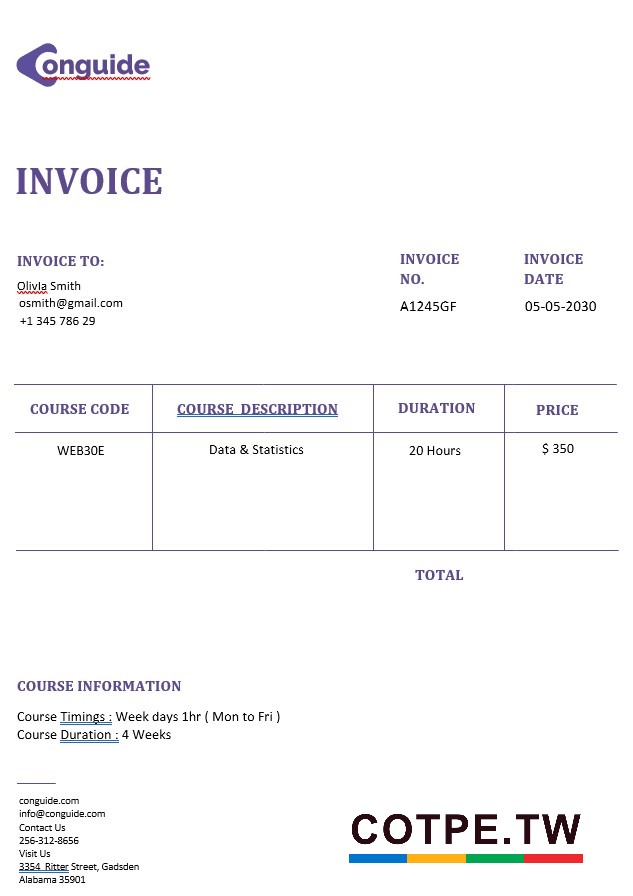 Conguide
INVOICE
INVOICE TO:
Olivla Smith
osmith@gmail.com
+1 345 786 29
INVOICE
NO.
A1245GF
INVOICE
DATE
05-05-2030
COURSE CODE COURSE DESCRIPTION DURATION PRICE
WEB30E Data & Statistics 20 Hours $ 350
TOTAL
COURSE INFORMATION
Course Timings : Week days 1hr ( Mon to Fri )
Course Duration : 4 Weeks
conguide.com
info@conguide.com
Contact Us
256-312-8656
Visit Us
3354 Ritter Street, Gadsden
Alabama 35901
COTPE.TW